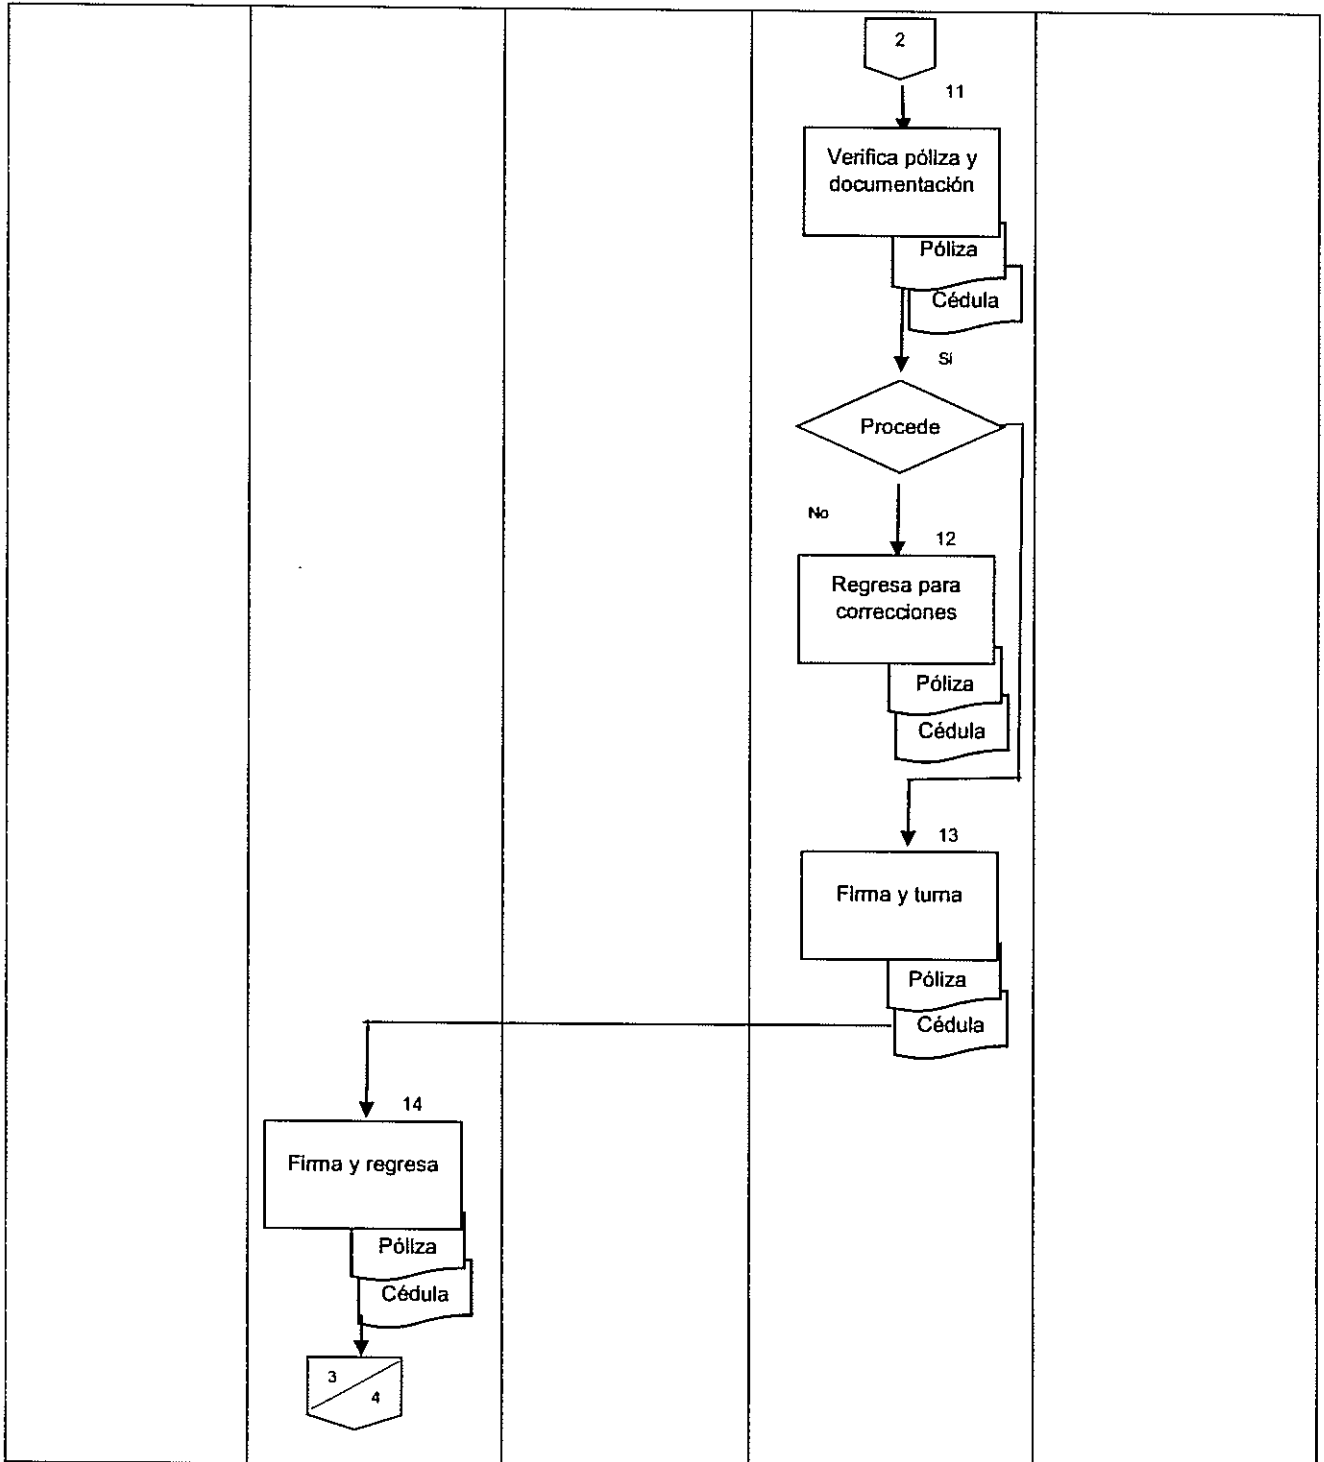 2
11
Verifica póliza y
documentación
Póliza
Cédula
Si
Procede
No
12
Regresa para
correcciones
Póliza
Cédula
13
Firma y turna
Póliza
Cédula
14
Firma y regresa
Póliza
Cédula
3
4